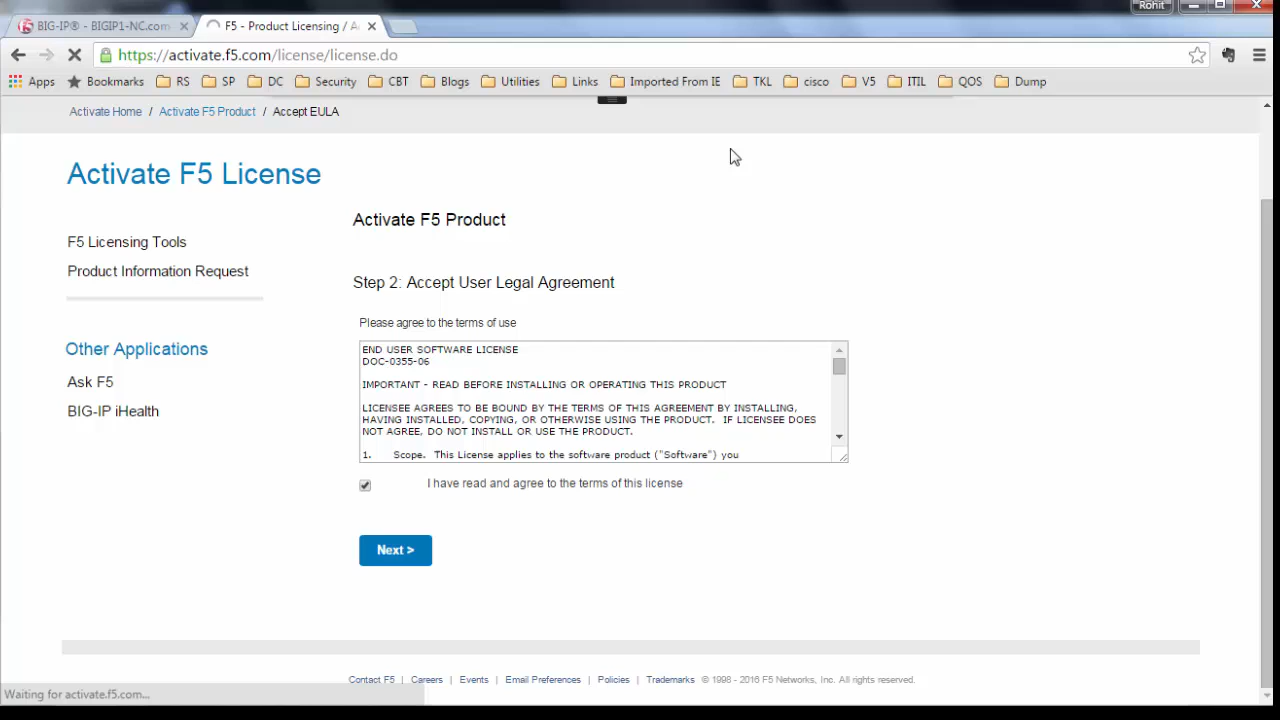 Rohit
BIG-IP® - BIGIP1-NC.com
F5 - Product Licensing / A
https://activate.f5.com/license/license.do
Apps Bookmarks RS SP DC Security CBT Blogs Utilities Links Imported From IE TKL cisco V5 ITIL QOS Dump
Activate Home / Activate F5 Product / Accept EULA
Activate F5 License
Activate F5 Product
F5 Licensing Tools
Product Information Request
Step 2: Accept User Legal Agreement
Please agree to the terms of use
Other Applications
Ask F5
BIG-IP iHealth
END USER SOFTWARE LICENSE
DOC-0355-06
IMPORTANT - READ BEFORE INSTALLING OR OPERATING THIS PRODUCT
LICENSEE AGREES TO BE BOUND BY THE TERMS OF THIS AGREEMENT BY INSTALLING,
HAVING INSTALLED, COPYING, OR OTHERWISE USING THE PRODUCT.  IF LICENSEE DOES
NOT AGREE, DO NOT INSTALL OR USE THE PRODUCT.
1. Scope.  This License applies to the software product ("Software") you
I have read and agree to the terms of this license
Next >
Contact F5 | Careers | Events | Email Preferences | Policies | Trademarks © 1998 - 2016 F5 Networks, Inc. All rights reserved.
Waiting for activate.f5.com...